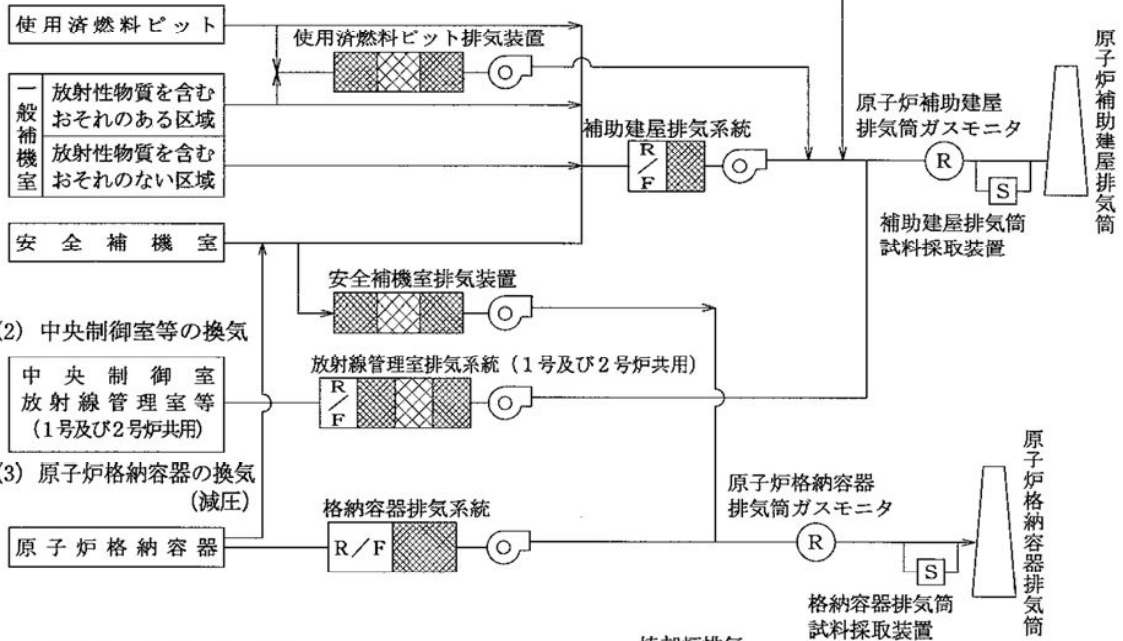 使用済燃料ピット
使用済燃料ピット排気装置
一般補機室
放射性物質を含む
おそれのある区域
放射性物質を含む
おそれのない区域
補助建屋排気系統
R/F
原子炉補助建屋
排気筒ガスモニタ
R
S
補助建屋排気筒
試料採取装置
原子炉補助建屋排気筒
安全補機室
安全補機室排気装置
(2) 中央制御室等の換気
中央制御室
放射線管理室等
(1号及び2号炉共用)
放射線管理室排気系統(1号及び2号炉共用)
R/F
(3) 原子炉格納容器の換気
(減圧)
原子炉格納容器
格納容器排気系統
R/F
原子炉格納容器
排気筒ガスモニタ
R
S
格納容器排気筒
試料採取装置
原子炉格納容器排気筒